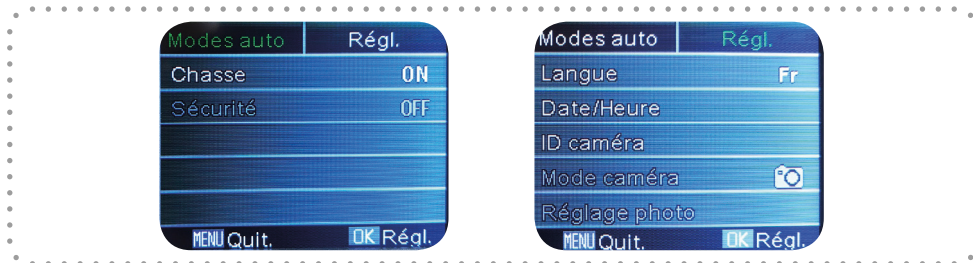 Modes auto Régl.
Chasse ON
Sécurité OFF
MENU Quit. OK Régl.
Modes auto Régl.
Langue Fr
Date/Heure
ID caméra
Mode caméra
Réglage photo
MENU Quit. OK Régl.